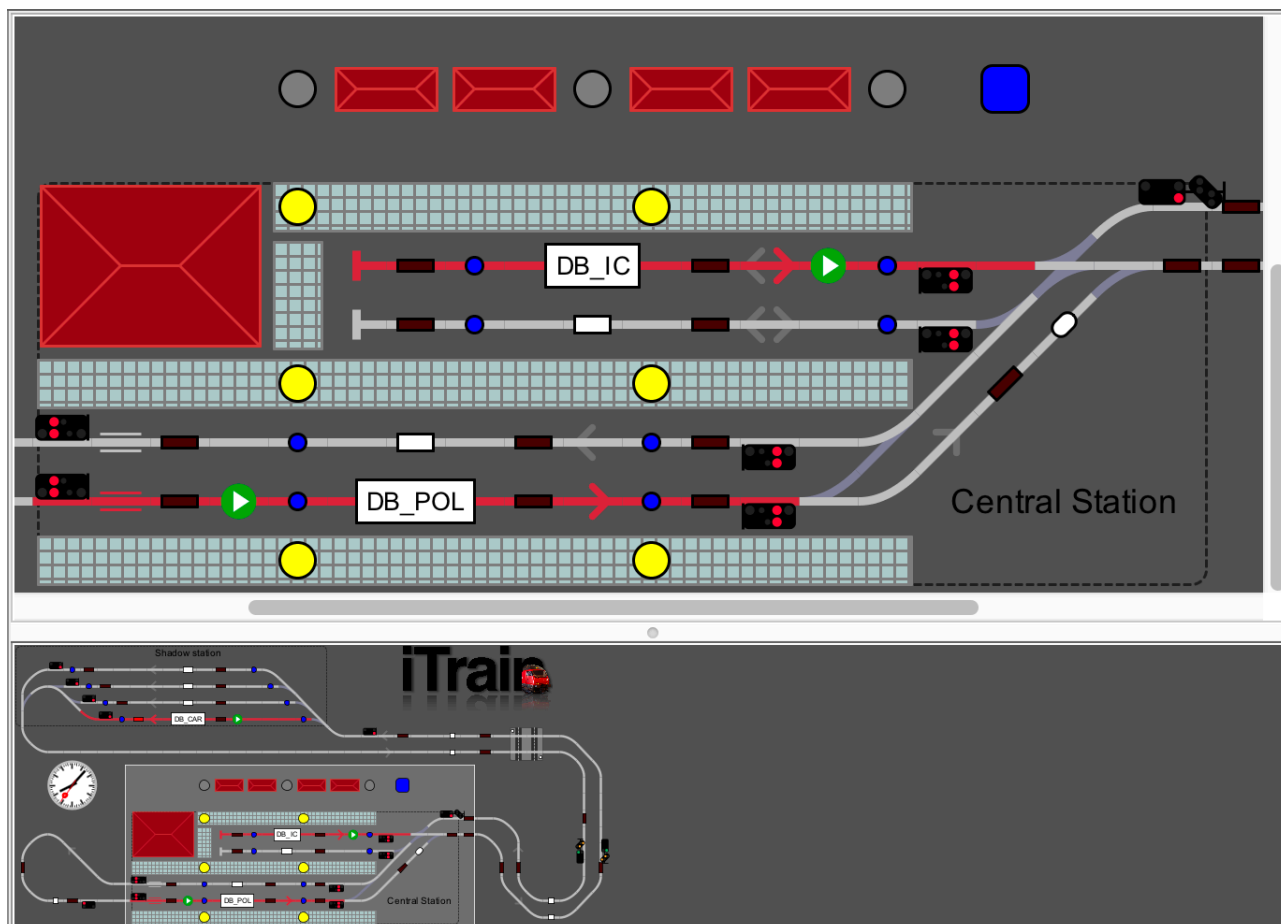 DB_IC
DB_POL
Central Station
Shadow station
iTrain
DB_CAR
DB_IC
DB_POL
Central Station